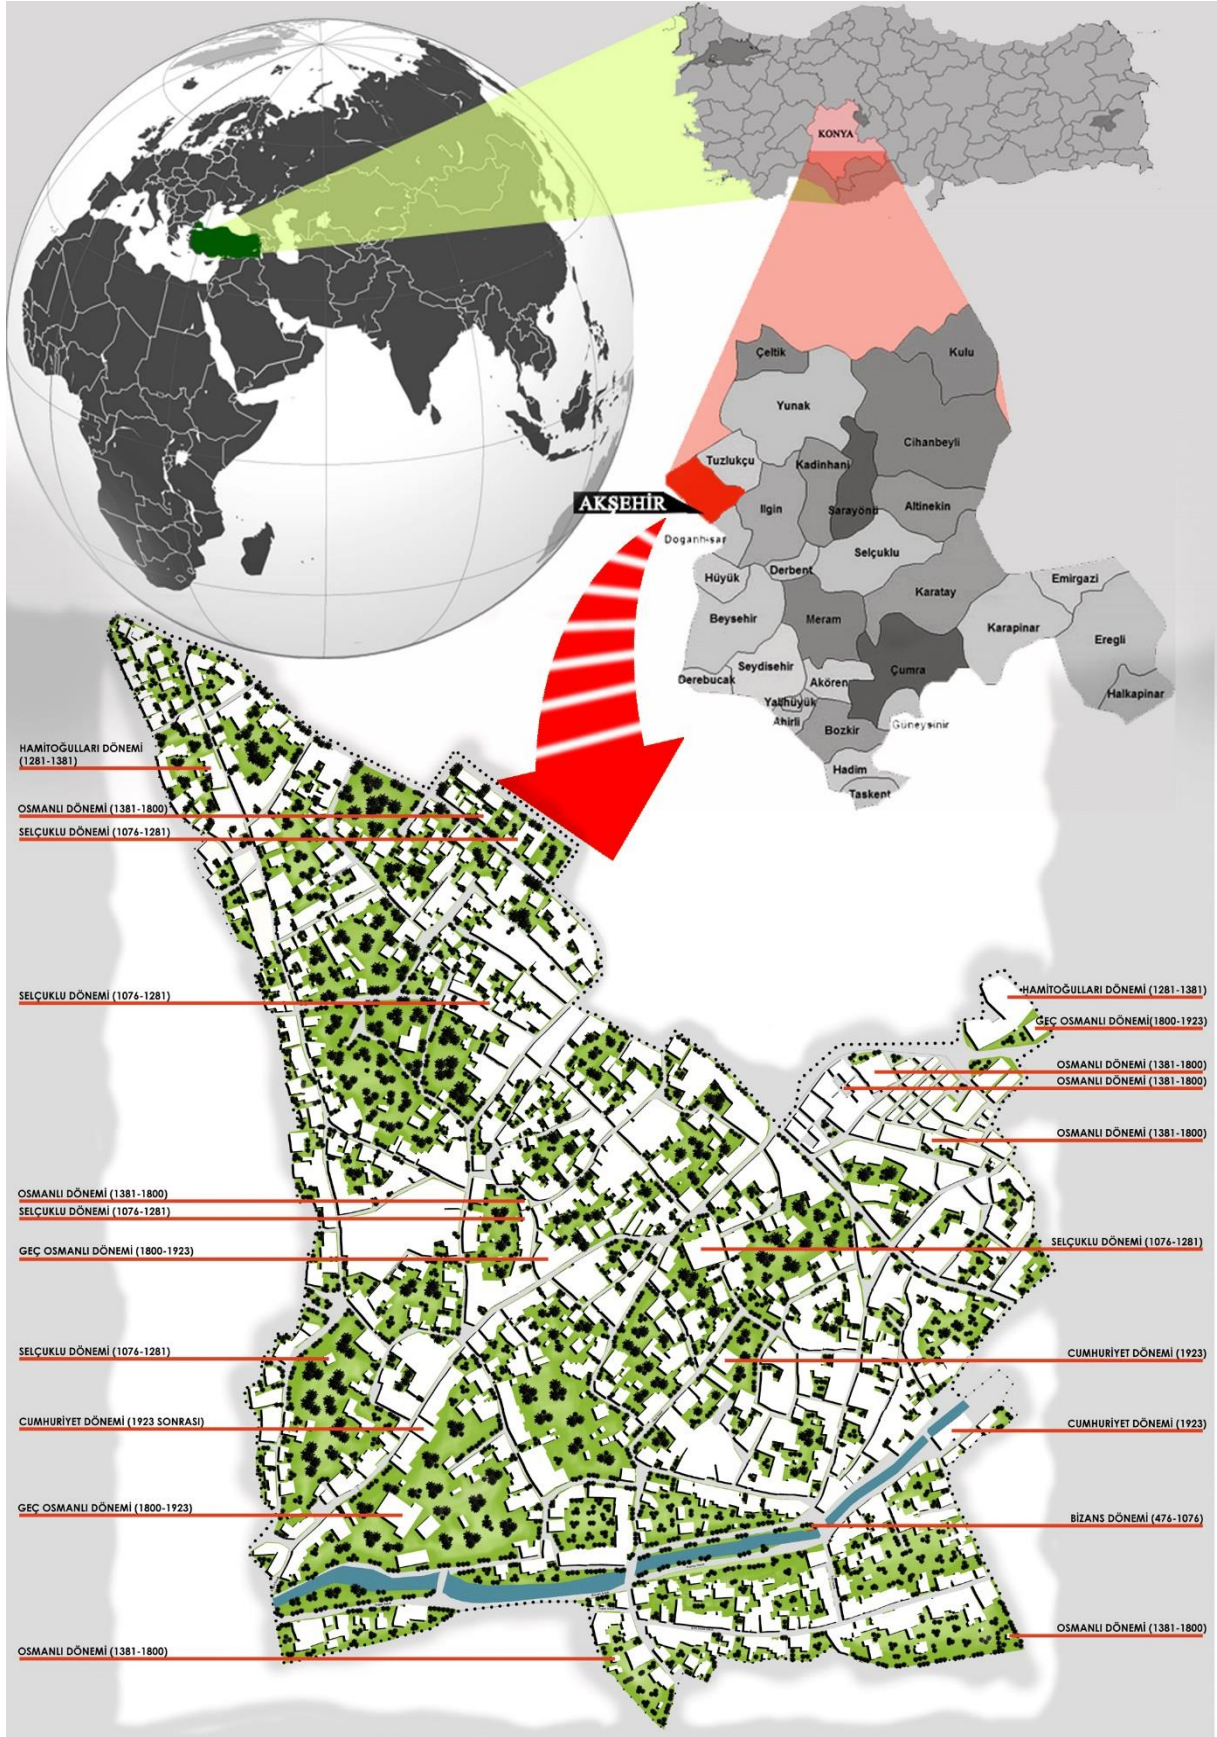 KONYA
Çeltik
Kulu
Yunak
Cihanbeyli
Tuzlukçu
Kadinhani
AKŞEHİR
Ilgin
Sarayönü
Altinekin
Doganhisar
Selçuklu
Derbent
Hüyük
Emirgazi
Karatay
Beysehir
Meram
Karapinar
Eregli
Seydisehir
Çumra
Derebucak
Akören
Halkapinar
Yalihüyük
Ahirli
Bozkir
Güneysinir
Hadim
Taskent
HAMİTOĞULLARI DÖNEMİ
(1281-1381)
OSMANLI DÖNEMİ (1381-1800)
SELÇUKLU DÖNEMİ (1076-1281)
SELÇUKLU DÖNEMİ (1076-1281)
HAMİTOĞULLARI DÖNEMİ (1281-1381)
GEÇ OSMANLI DÖNEMİ(1800-1923)
OSMANLI DÖNEMİ (1381-1800)
OSMANLI DÖNEMİ (1381-1800)
OSMANLI DÖNEMİ (1381-1800)
OSMANLI DÖNEMİ (1381-1800)
SELÇUKLU DÖNEMİ (1076-1281)
GEÇ OSMANLI DÖNEMİ (1800-1923)
SELÇUKLU DÖNEMİ (1076-1281)
SELÇUKLU DÖNEMİ (1076-1281)
CUMHURİYET DÖNEMİ (1923)
CUMHURİYET DÖNEMİ (1923 SONRASI)
CUMHURİYET DÖNEMİ (1923)
GEÇ OSMANLI DÖNEMİ (1800-1923)
BİZANS DÖNEMİ (476-1076)
OSMANLI DÖNEMİ (1381-1800)
OSMANLI DÖNEMİ (1381-1800)